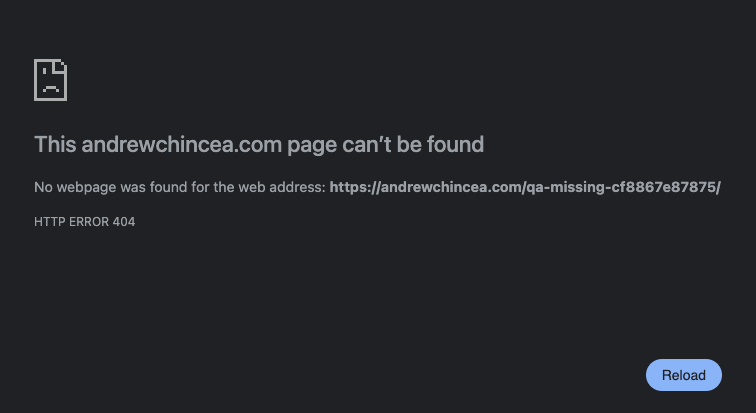 This andrewchincea.com page can’t be found
No webpage was found for the web address: https://andrewchincea.com/qa-missing-cf8867e87875/
HTTP ERROR 404
Reload